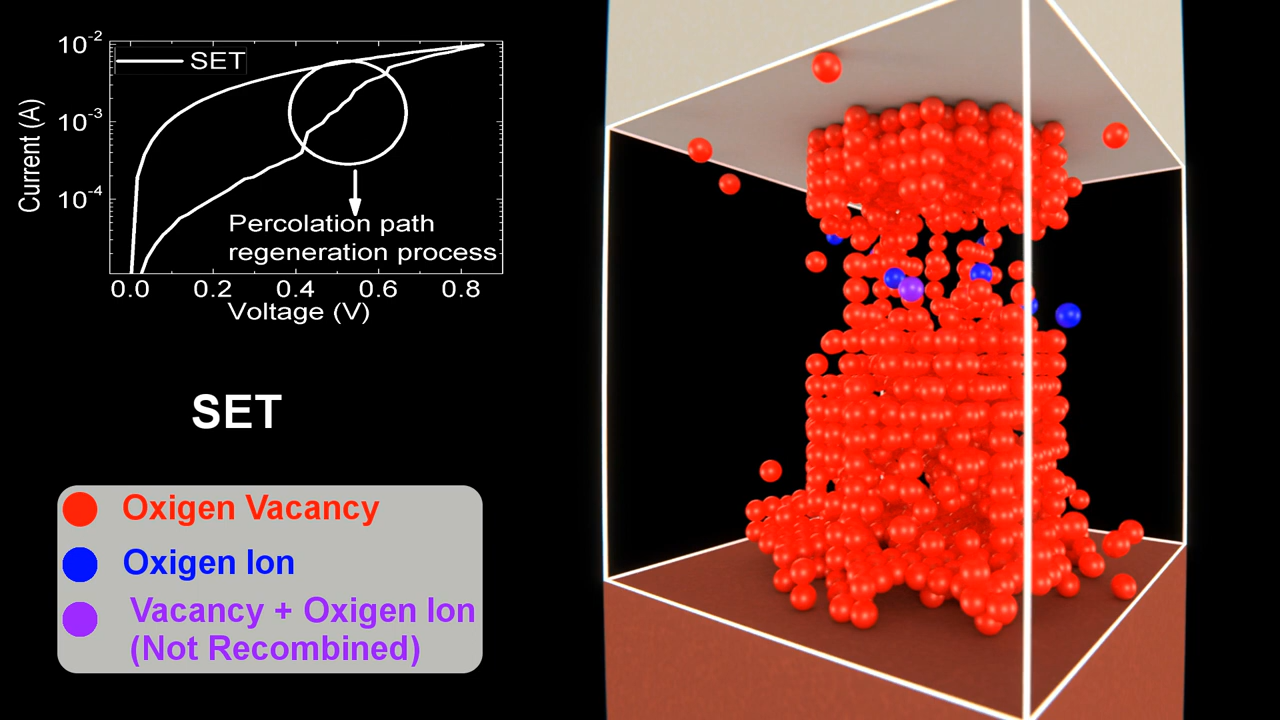 10-2
SET
10-3
10-4
Current (A)
Percolation path
regeneration process
0.0 0.2 0.4 0.6 0.8
Voltage (V)
SET
Oxigen Vacancy
Oxigen Ion
Vacancy + Oxigen Ion
(Not Recombined)